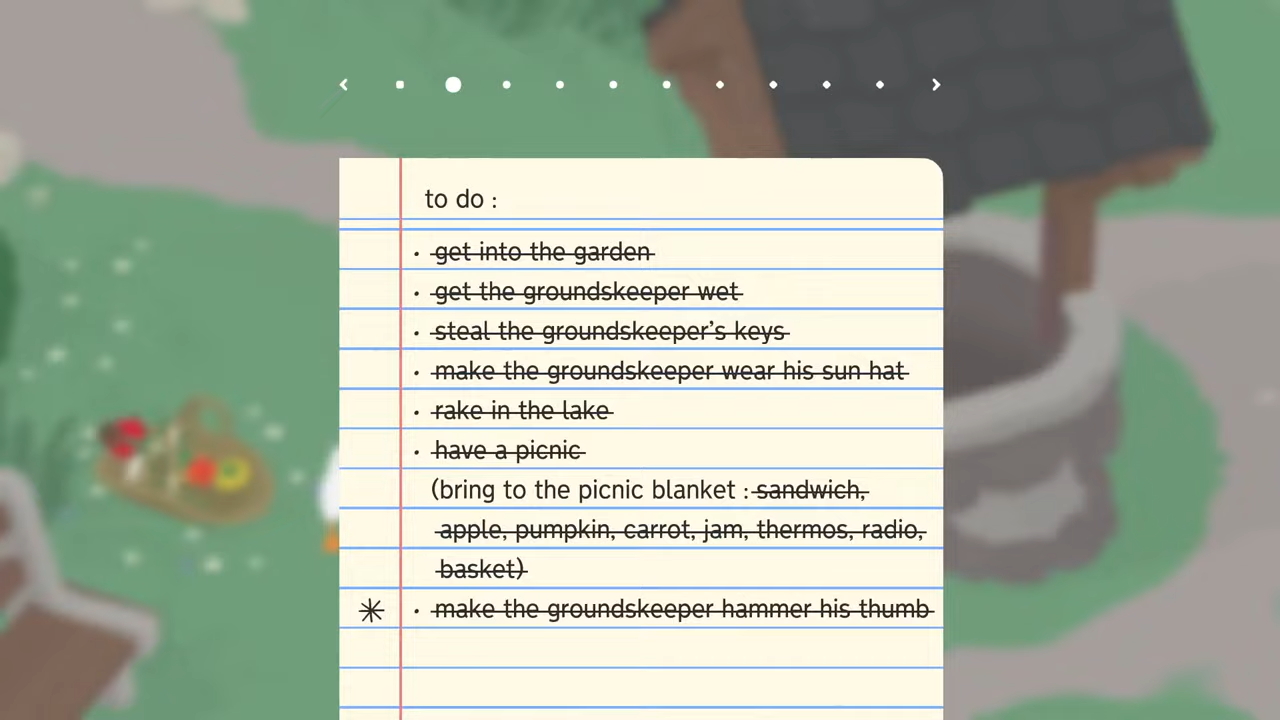 to do :
· get into the garden
· get the groundskeeper wet
· steal the groundskeeper's keys
· make the groundskeeper wear his sun hat
· rake in the lake
· have a picnic
(bring to the picnic blanket : sandwich,
apple, pumpkin, carrot, jam, thermos, radio,
basket)
· make the groundskeeper hammer his thumb